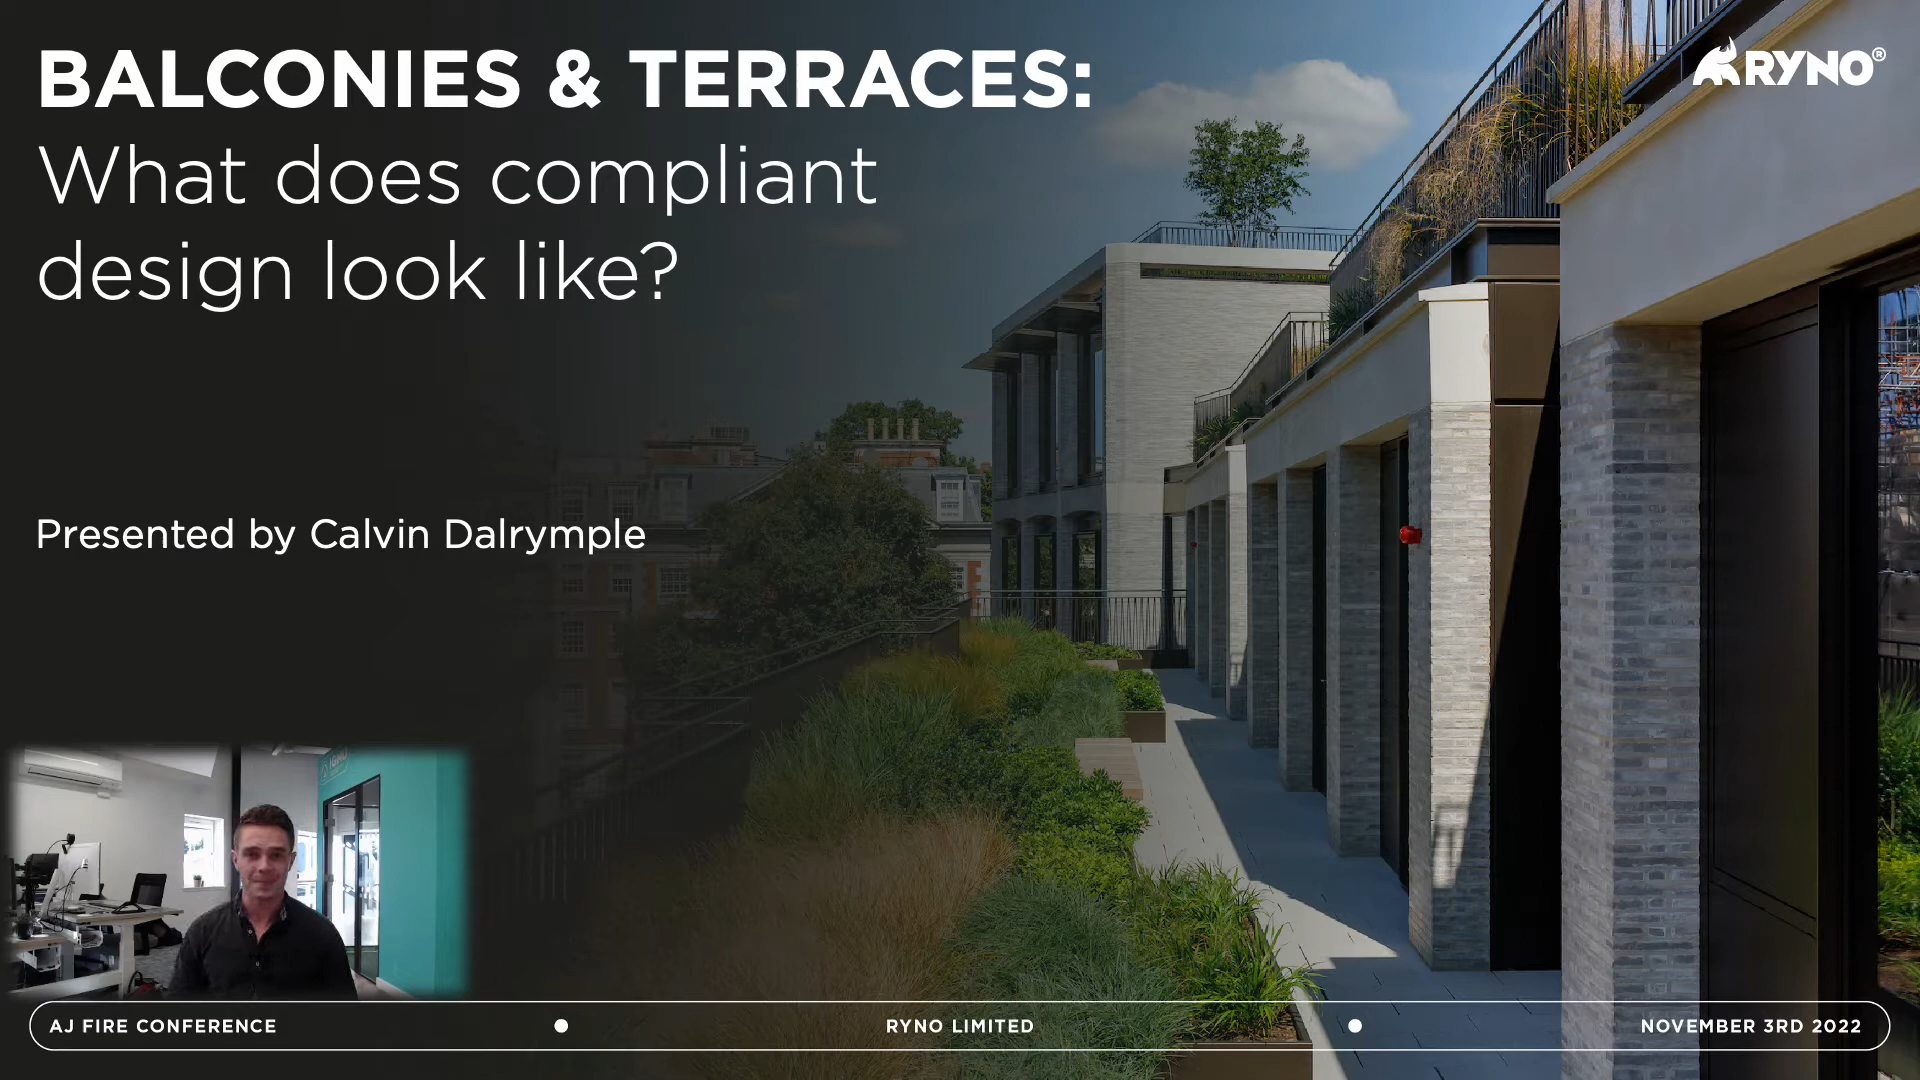 BALCONIES & TERRACES:
What does compliant
design look like?
RYNO®
Presented by Calvin Dalrymple
AJ FIRE CONFERENCE
RYNO LIMITED
NOVEMBER 3RD 2022